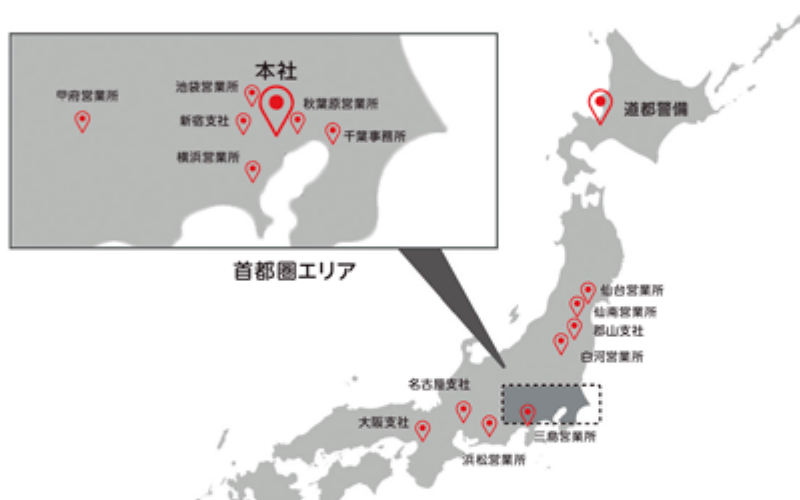 本社
池袋営業所
甲府営業所
秋葉原営業所
新宿支社
千葉事務所
横浜営業所
首都圏エリア
道都警備
仙台営業所
仙南営業所
郡山支社
白河営業所
名古屋支社
大阪支社
三島営業所
浜松営業所